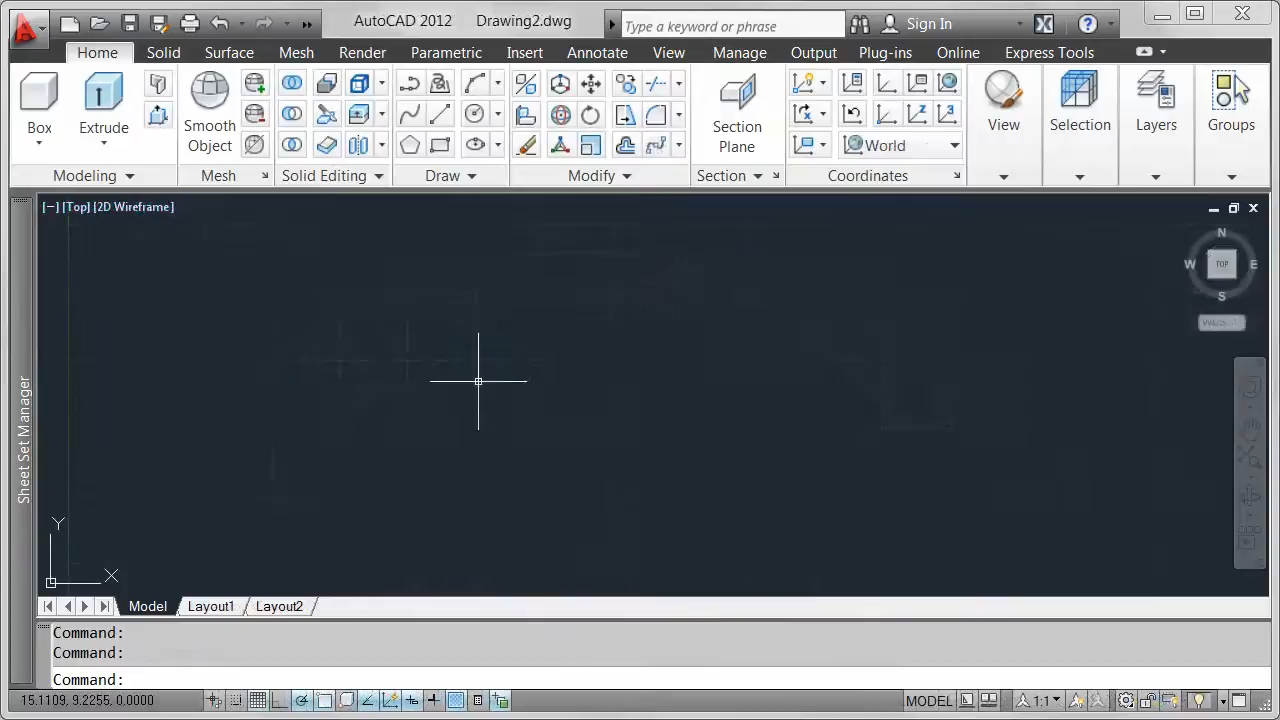 AutoCAD 2012 Drawing2.dwg
Type a keyword or phrase
Sign In
Home Solid Surface Mesh Render Parametric Insert Annotate View Manage Output Plug-ins Online Express Tools
Box
Extrude
Smooth
Object
Section
Plane
World
View
Selection
Layers
Groups
Modeling
Mesh
Solid Editing
Draw
Modify
Section
Coordinates
[−] [Top] [2D Wireframe]
N
W
TOP
E
S
Sheet Set Manager
Y
X
Model Layout1 Layout2
Command:
Command:
Command:
15.1109, 9.2255, 0.0000
MODEL
1:1